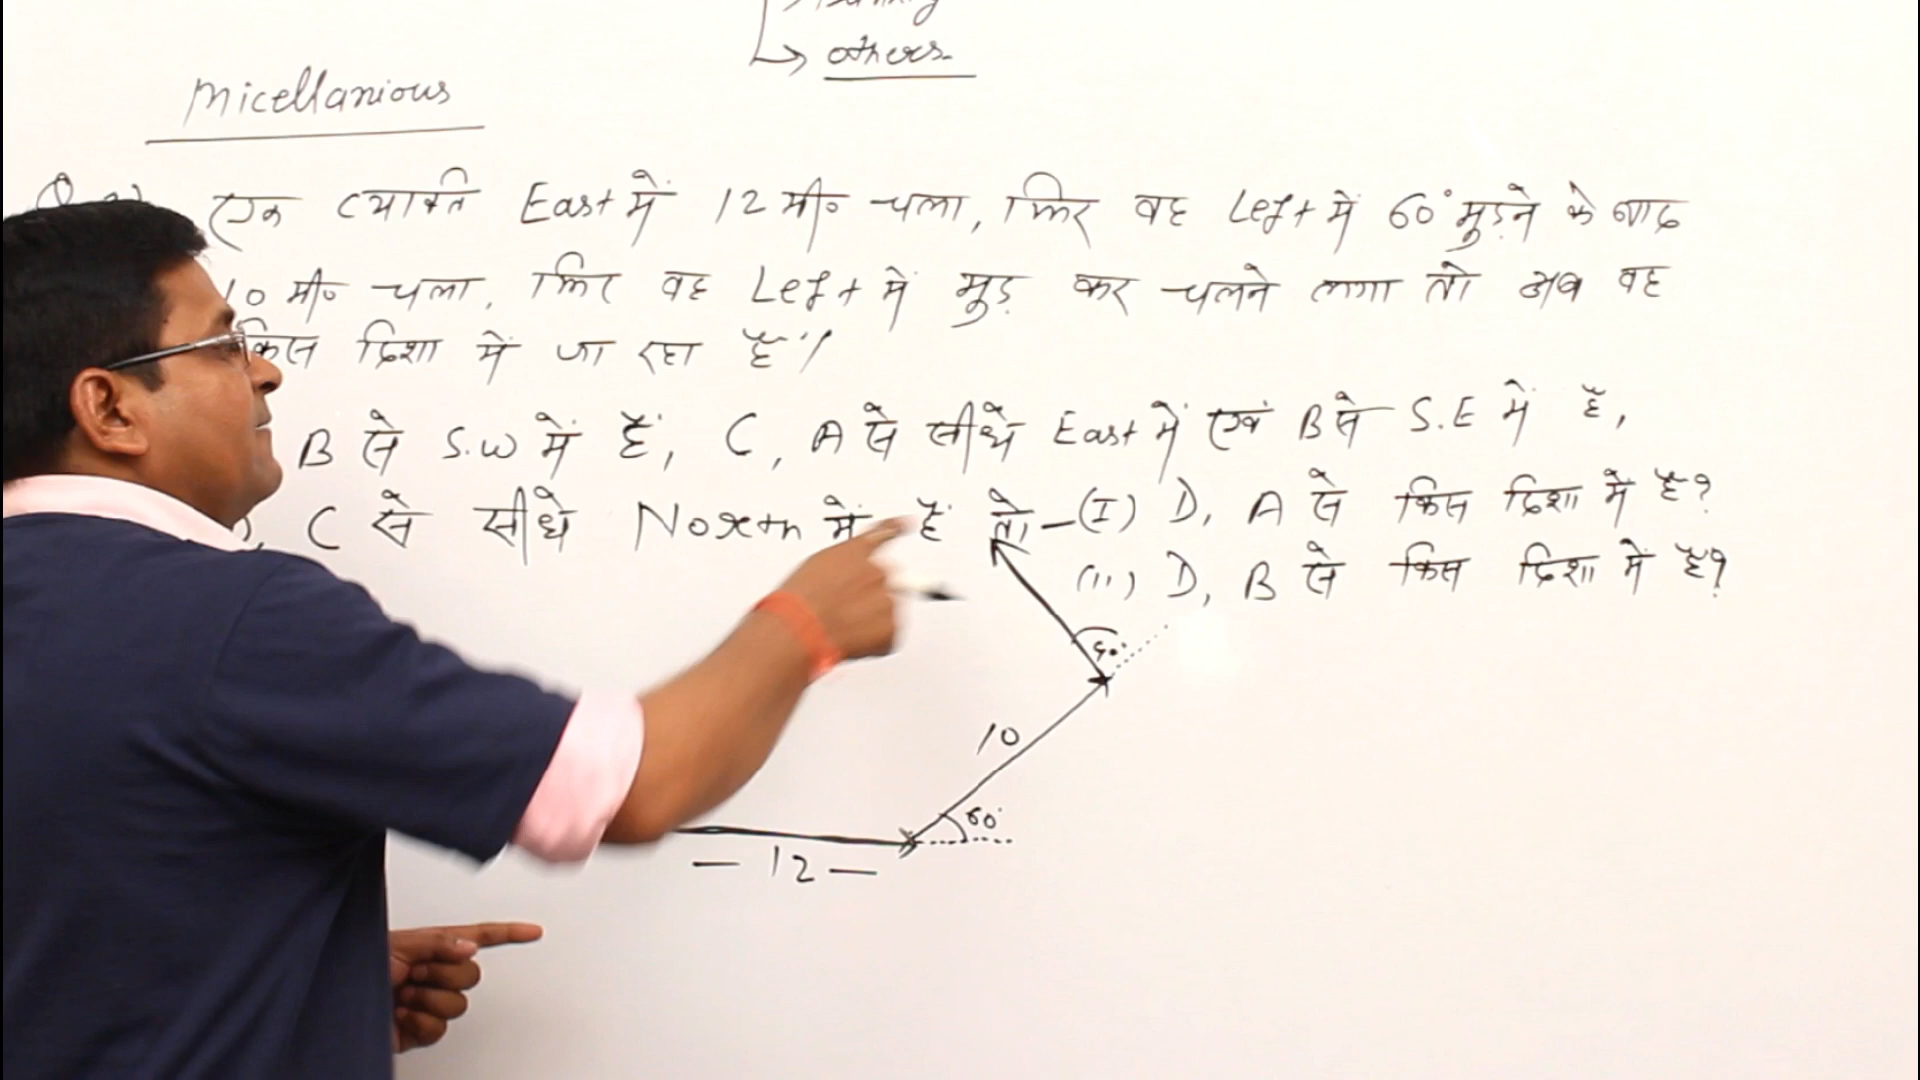 → others
Micellanious
एक व्यक्ति East में 12 मी० चला, फिर वह Left में 60° मुड़ने के बाद
10 मी० चला, फिर वह Left में मुड़ कर चलने लगा तो अब वह
किस दिशा में जा रहा है?
B से S.W में है, C, A से सीधे East में एवं B से S.E में है,
C से सीधे North में है तो – (I) D, A से किस दिशा में है?
(ii) D, B से किस दिशा में है?
90°
10
60°
— 12 —